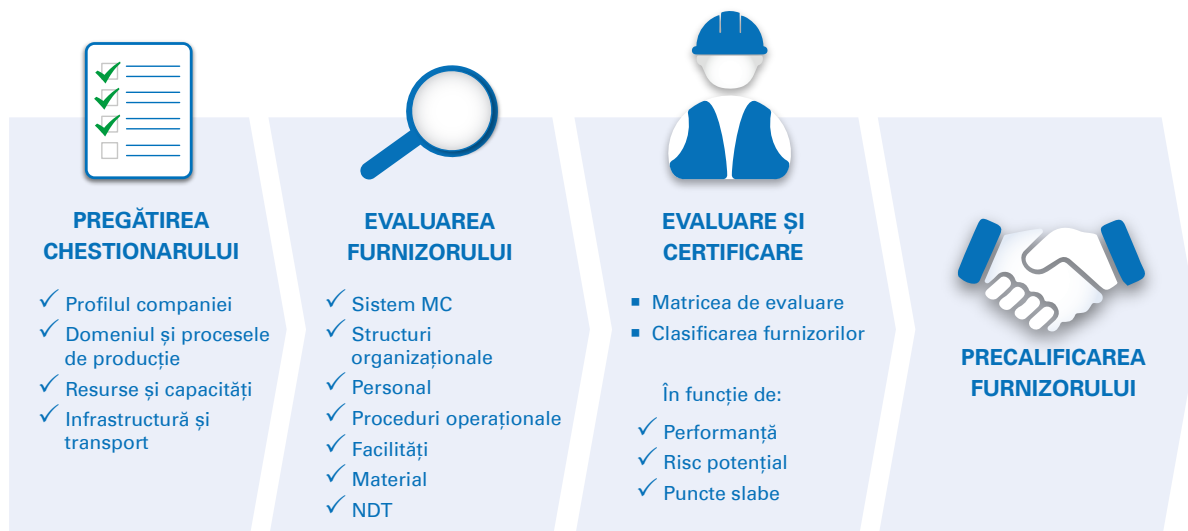 PREGĂTIREA
CHESTIONARULUI
Profilul companiei
Domeniul și procesele
de producție
Resurse și capacități
Infrastructură și
transport
EVALUAREA
FURNIZORULUI
Sistem MC
Structuri
organizaționale
Personal
Proceduri operaționale
Facilități
Material
NDT
EVALUARE ȘI
CERTIFICARE
Matricea de evaluare
Clasificarea furnizorilor
În funcție de:
Performanță
Risc potențial
Puncte slabe
PRECALIFICAREA
FURNIZORULUI